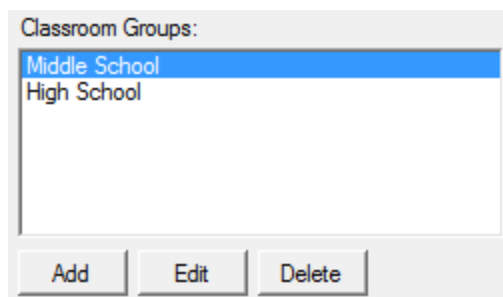 Classroom Groups:
Middle School
High School
Add Edit Delete